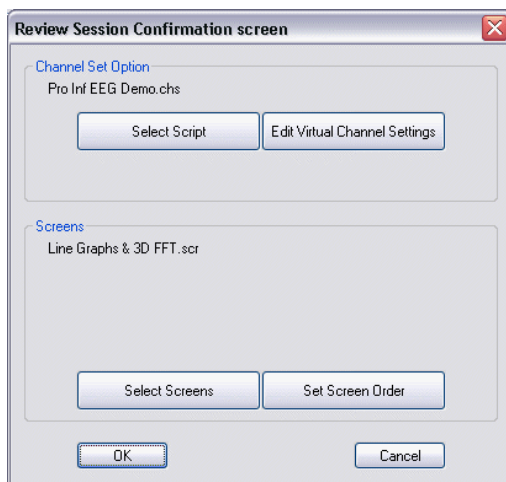 Review Session Confirmation screen
Channel Set Option
Pro Inf EEG Demo.chs
Select Script
Edit Virtual Channel Settings
Screens
Line Graphs & 3D FFT.scr
Select Screens
Set Screen Order
OK
Cancel